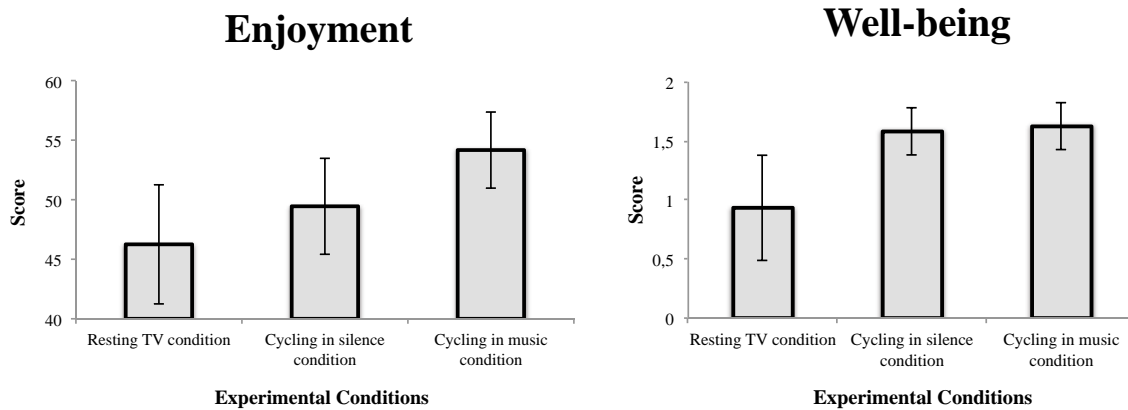 Enjoyment
60
55
50
45
40
Score
Resting TV condition
Cycling in silence
condition
Cycling in music
condition
Experimental Conditions
Well-being
2
1,5
1
0,5
0
Score
Resting TV condition
Cycling in silence
condition
Cycling in music
condition
Experimental Conditions